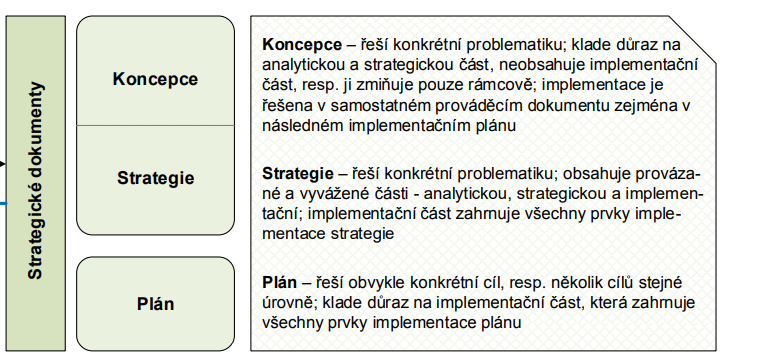 Strategické dokumenty
Koncepce
Strategie
Plán
Koncepce – řeší konkrétní problematiku; klade důraz na
analytickou a strategickou část, neobsahuje implementační
část, resp. ji zmiňuje pouze rámcově; implementace je
řešena v samostatném prováděcím dokumentu zejména v
následném implementačním plánu
Strategie – řeší konkrétní problematiku; obsahuje prováza-
né a vyvážené části - analytickou, strategickou a implemen-
tační; implementační část zahrnuje všechny prvky imple-
mentace strategie
Plán – řeší obvykle konkrétní cíl, resp. několik cílů stejné
úrovně; klade důraz na implementační část, která zahrnuje
všechny prvky implementace plánu